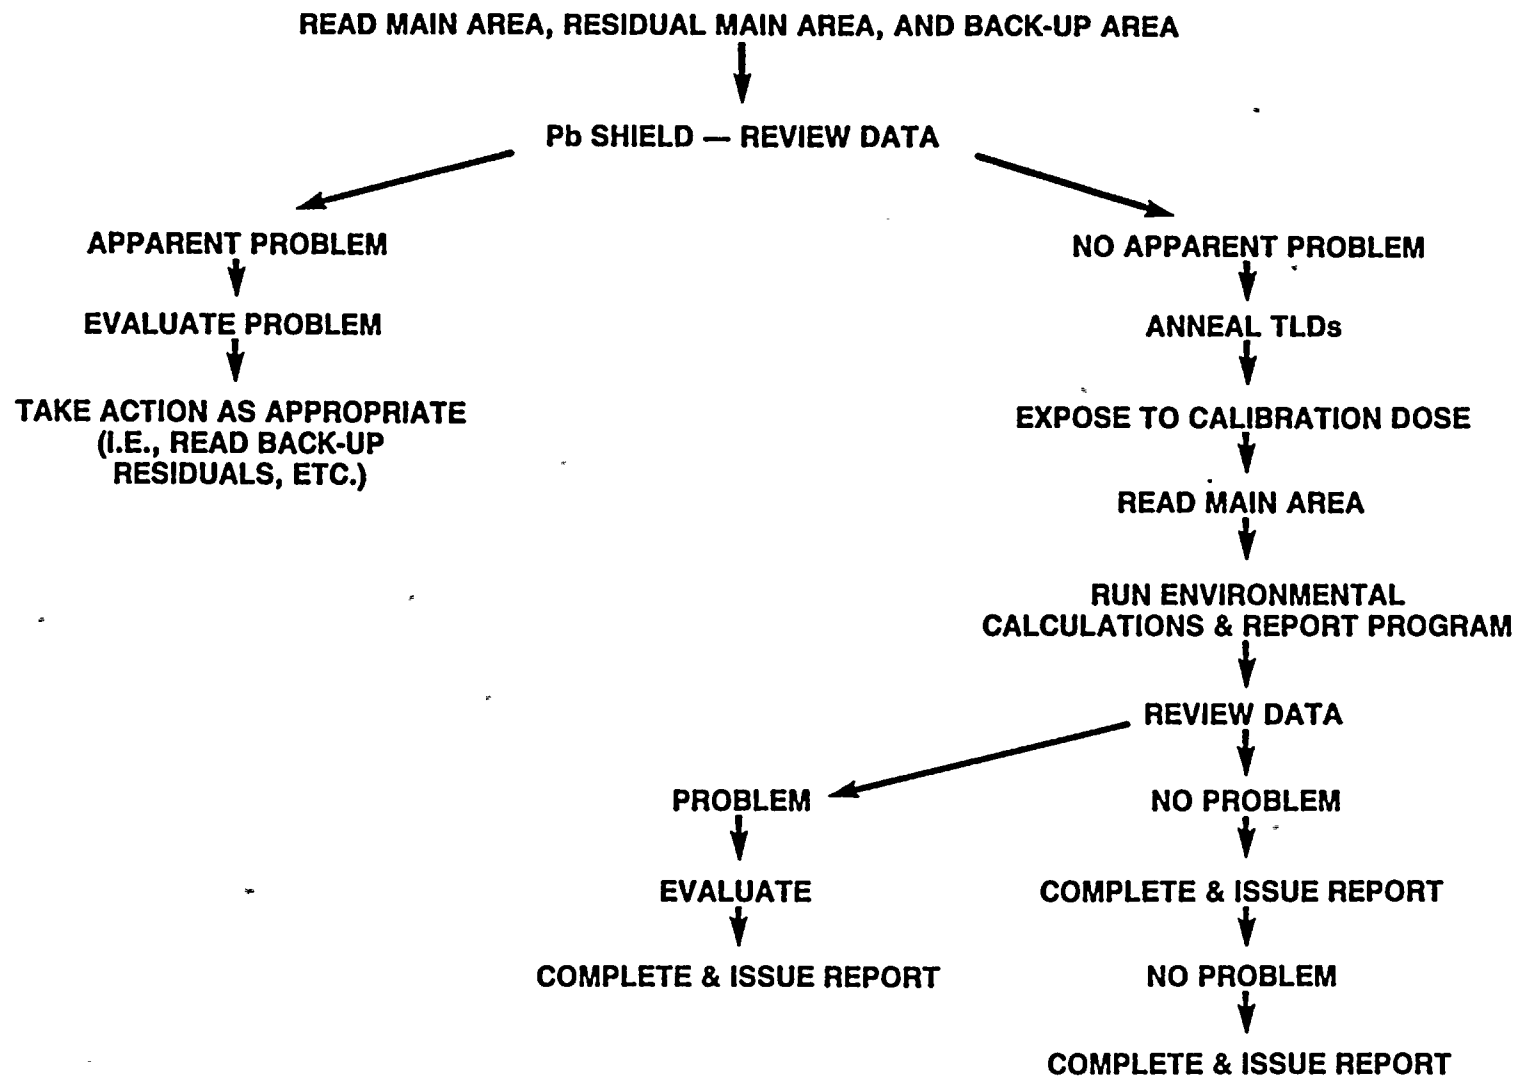 READ MAIN AREA, RESIDUAL MAIN AREA, AND BACK-UP AREA
Pb SHIELD — REVIEW DATA
APPARENT PROBLEM
EVALUATE PROBLEM
TAKE ACTION AS APPROPRIATE
(I.E., READ BACK-UP
RESIDUALS, ETC.)
NO APPARENT PROBLEM
ANNEAL TLDs
EXPOSE TO CALIBRATION DOSE
READ MAIN AREA
RUN ENVIRONMENTAL
CALCULATIONS & REPORT PROGRAM
REVIEW DATA
PROBLEM
EVALUATE
COMPLETE & ISSUE REPORT
NO PROBLEM
COMPLETE & ISSUE REPORT
NO PROBLEM
COMPLETE & ISSUE REPORT